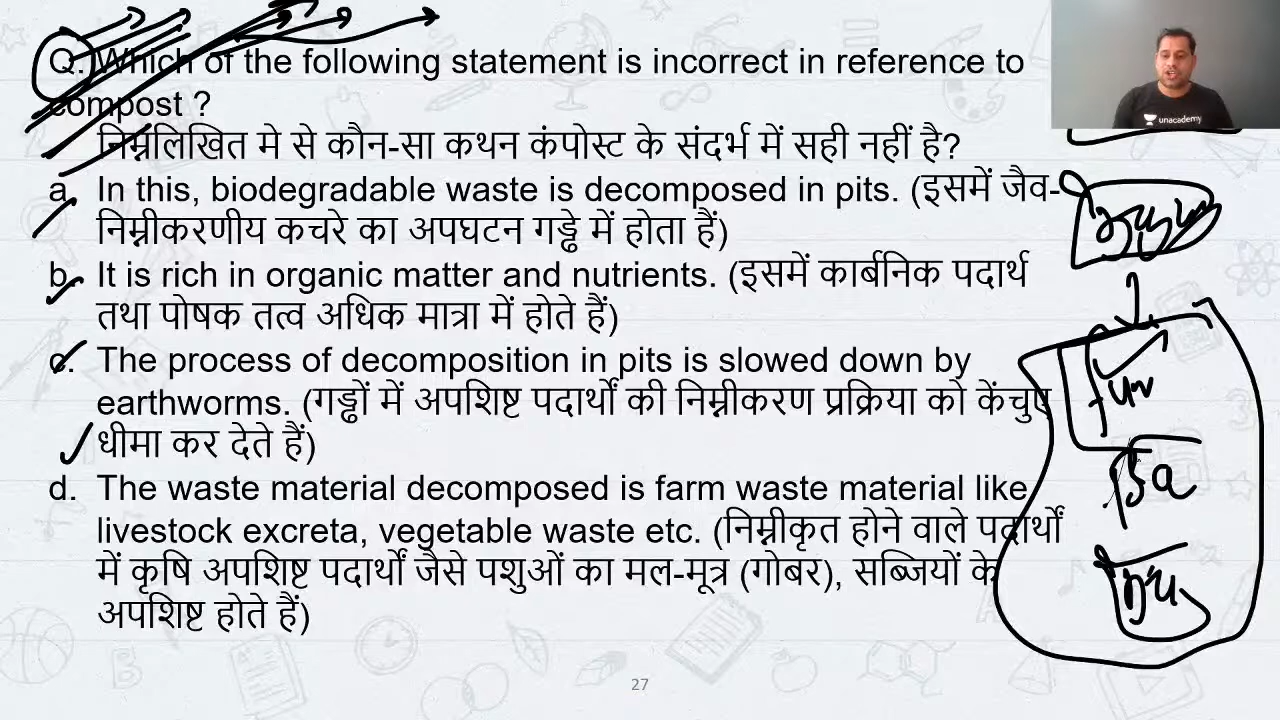 Q. Which of the following statement is incorrect in reference to
compost ?
निम्नलिखित मे से कौन-सा कथन कंपोस्ट के संदर्भ में सही नहीं है?
a. In this, biodegradable waste is decomposed in pits. (इसमें जैव-
निम्नीकरणीय कचरे का अपघटन गड्ढे में होता हैं)
b. It is rich in organic matter and nutrients. (इसमें कार्बनिक पदार्थ
तथा पोषक तत्व अधिक मात्रा में होते हैं)
c. The process of decomposition in pits is slowed down by
earthworms. (गड्ढों में अपशिष्ट पदार्थों की निम्नीकरण प्रक्रिया को केंचुए
धीमा कर देते हैं)
d. The waste material decomposed is farm waste material like
livestock excreta, vegetable waste etc. (निम्नीकृत होने वाले पदार्थों
में कृषि अपशिष्ट पदार्थों जैसे पशुओं का मल-मूत्र (गोबर), सब्जियों के
अपशिष्ट होते हैं)
unacademy
27